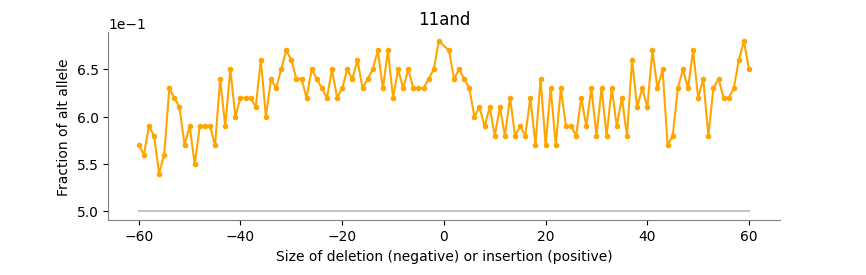 11and
1e−1
6.5
6.0
5.5
5.0
Fraction of alt allele
−60 −40 −20 0 20 40 60
Size of deletion (negative) or insertion (positive)